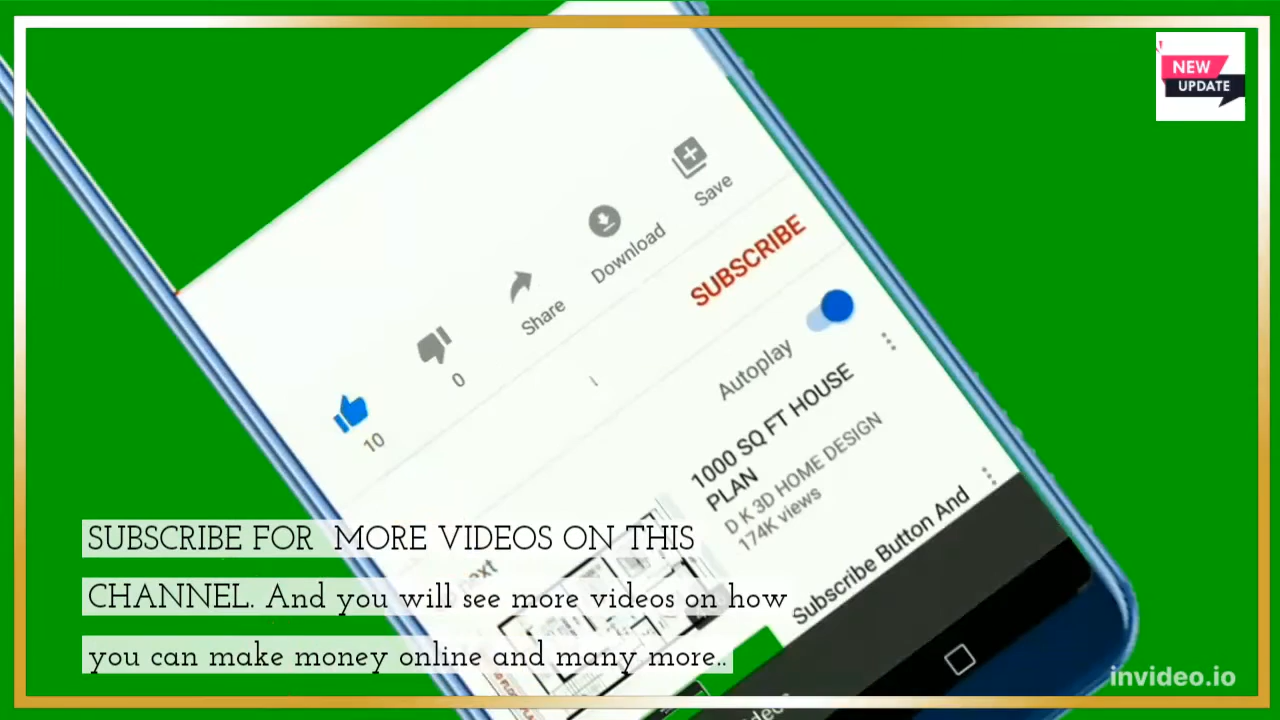 NEW
UPDATE
Save
Download
Share
0
10
SUBSCRIBE
Autoplay
1000 SQ FT HOUSE
PLAN
D K 3D HOME DESIGN
174K views
Subscribe Button And
SUBSCRIBE FOR  MORE VIDEOS ON THIS
CHANNEL. And you will see more videos on how
you can make money online and many more..
invideo.io